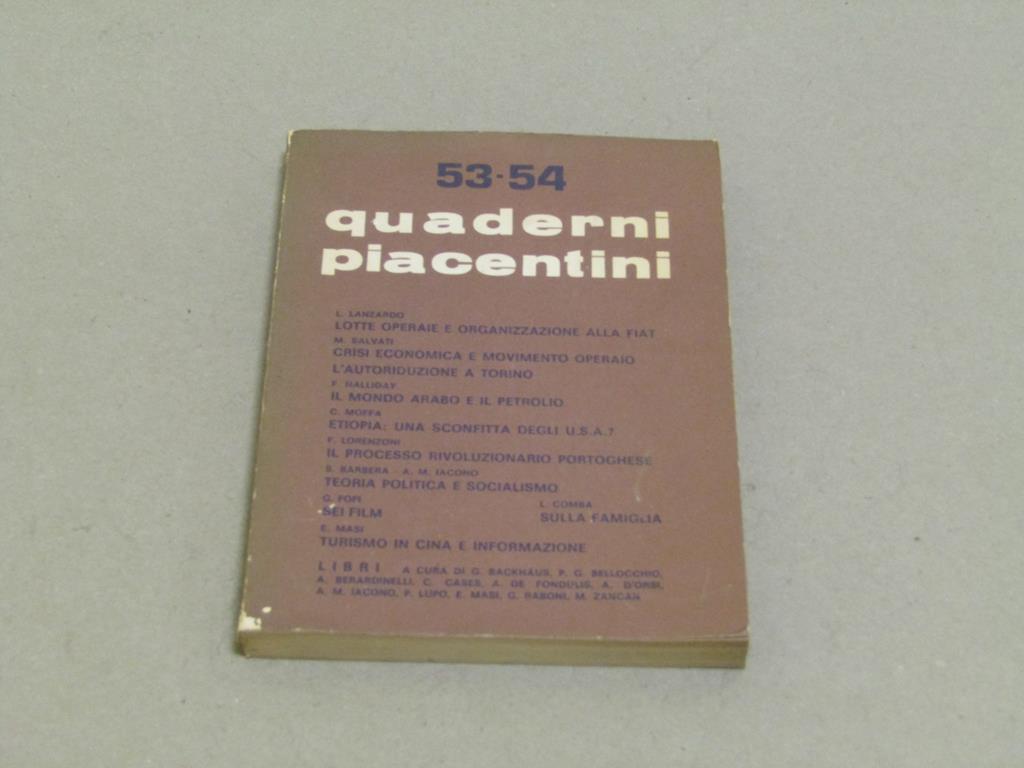 53-54
quaderni
piacentini
L. LANZARDO
LOTTE OPERAIE E ORGANIZZAZIONE ALLA FIAT
M. SALVATI
CRISI ECONOMICA E MOVIMENTO OPERAIO
L'AUTORIDUZIONE A TORINO
F. HALLIDAY
IL MONDO ARABO E IL PETROLIO
C. MOFFA
ETIOPIA: UNA SCONFITTA DEGLI U.S.A.?
F. LORENZONI
IL PROCESSO RIVOLUZIONARIO PORTOGHESE
S. BARBERA - A. M. IACONO
TEORIA POLITICA E SOCIALISMO
G. FOFI
SEI FILM
L. COMBA
SULLA FAMIGLIA
E. MASI
TURISMO IN CINA E INFORMAZIONE
LIBRI A CURA DI G. BACKHAUS, P. G. BELLOCCHIO,
A. BERARDINELLI, C. CASES, A. DE FONDULIS, A. D'ORSI,
A. M. IACONO, P. LUPO, E. MASI, G. RABONI, M. ZANCAN